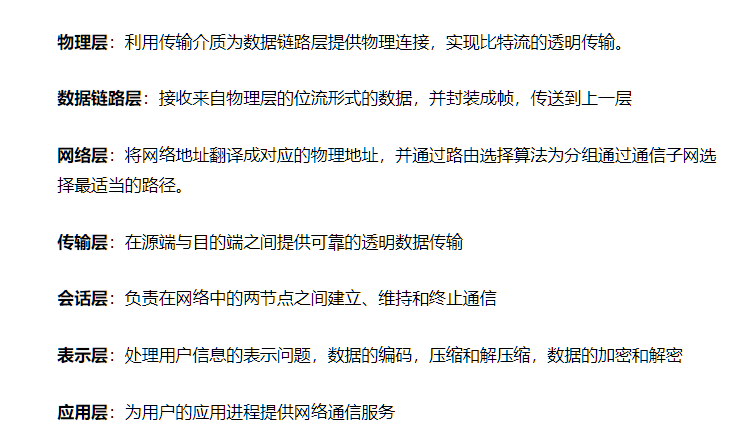 物理层：利用传输介质为数据链路层提供物理连接，实现比特流的透明传输。
数据链路层：接收来自物理层的位流形式的数据，并封装成帧，传送到上一层
网络层：将网络地址翻译成对应的物理地址，并通过路由选择算法为分组通过通信子网选
择最适当的路径。
传输层：在源端与目的端之间提供可靠的透明数据传输
会话层：负责在网络中的两节点之间建立、维持和终止通信
表示层：处理用户信息的表示问题，数据的编码，压缩和解压缩，数据的加密和解密
应用层：为用户的应用进程提供网络通信服务